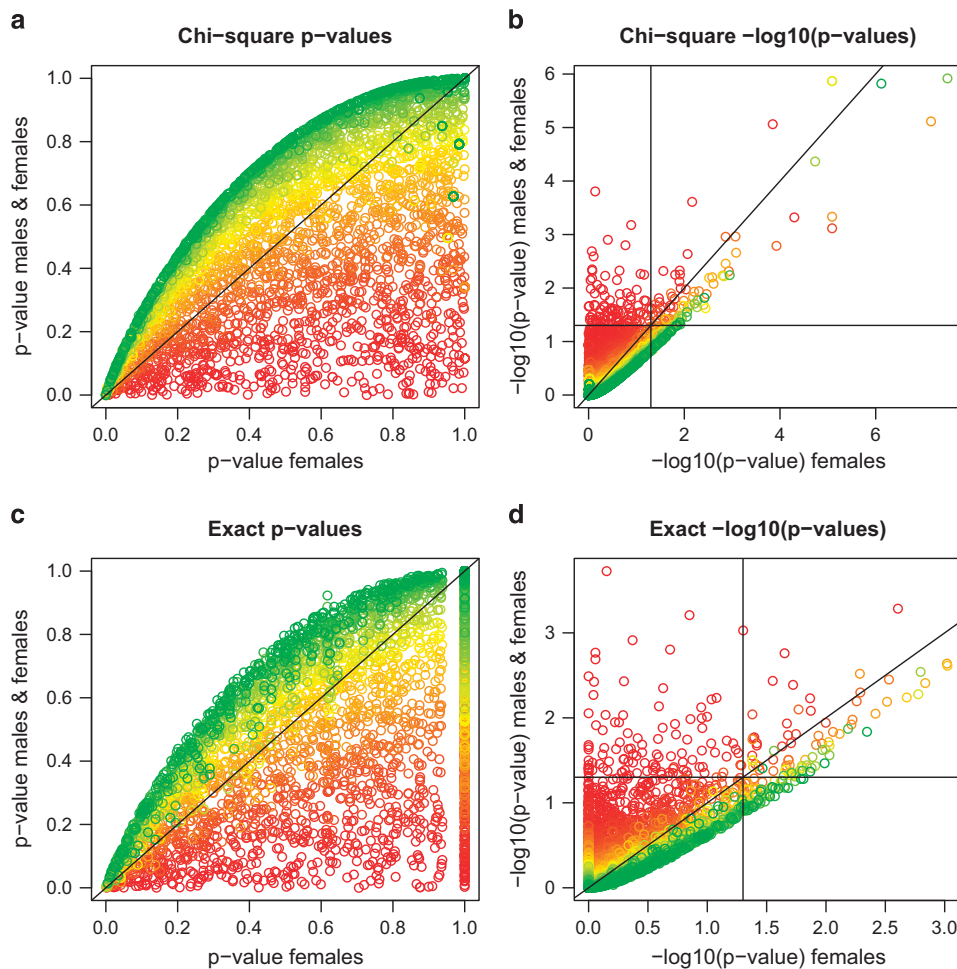 a
Chi−square p−values
p−value males & females
1.0
0.8
0.6
0.4
0.2
0.0
0.0 0.2 0.4 0.6 0.8 1.0
p−value females
b
Chi−square −log10(p−values)
−log10(p−value) males & females
6
5
4
3
2
1
0
0 2 4 6
−log10(p−value) females
c
Exact p−values
p−value males & females
1.0
0.8
0.6
0.4
0.2
0.0
0.0 0.2 0.4 0.6 0.8 1.0
p−value females
d
Exact −log10(p−values)
−log10(p−value) males & females
3
2
1
0
0.0 0.5 1.0 1.5 2.0 2.5 3.0
−log10(p−value) females